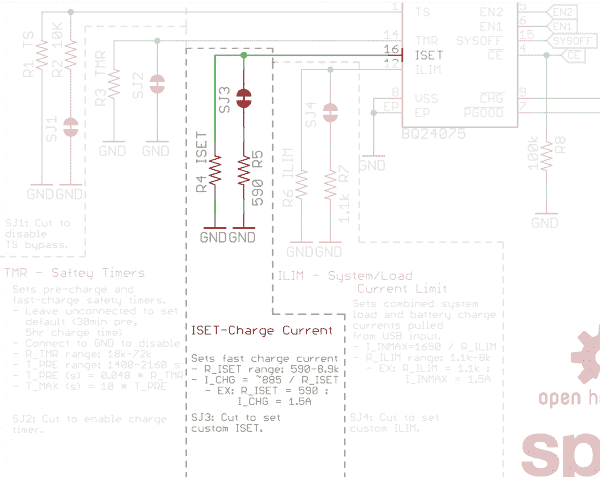 TS
EN2
EN2
EN1
EN1
14
TMR
SYSOFF
15
SYSOFF
16
ISET
CE
4
CE
12
ILIM
8
VSS
CHG
9
EP
EP
PGOOD
7
BQ24075
R1 TS
R2 10K
R3 TMR
SJ2
SJ1
SJ3
SJ4
R4 ISET
590 R5
R6 ILIM
1.1k R7
100k R8
GND
GND
GND
GND
GND
GND
GND
GND
GND
GND
SJ1: Cut to
disable
TS bypass.
TMR - Saftey Timers
Sets pre-charge and
fast-charge safety timers.
- Leave unconnected to set
default (30min pre,
5hr charge time)
- Connect to GND to disable
- R_TMR range: 18k-72k
- T_PRE range: 1400-2160 s
- T_PRE (s) = 0.048 * R_TMR
- T_MAX (s) = 10 * T_PRE
SJ2: Cut to enable charge
timer.
ISET-Charge Current
Sets fast charge current
- R_ISET range: 590-8.9k
- I_CHG = ~885 / R_ISET
- EX: R_ISET = 590 :
I_CHG = 1.5A
SJ3: Cut to set
custom ISET.
ILIM - System/Load
Current Limit
Sets combined system
load and battery charge
currents pulled
from USB input.
- I_INMAX=1650 / R_ILIM
- R_ILIM range: 1.1k-8k
- EX: R_ILIM = 1.1k :
I_INMAX = 1.5A
SJ4: Cut to set
custom ILIM.
open h
sp